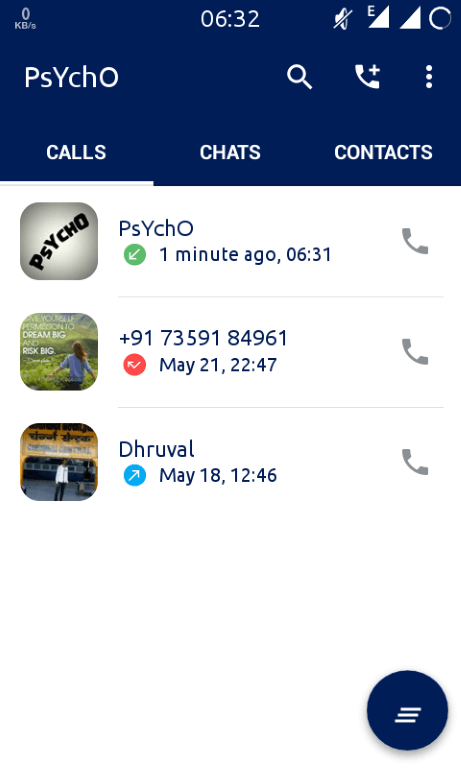 0
KB/s
06:32
E
PsYchO
CALLS
CHATS
CONTACTS
PsYchO
PsYchO
1 minute ago, 06:31
GIVE YOURSELF
PERMISSION TO
DREAM BIG
AND
RISK BIG.
+91 73591 84961
May 21, 22:47
Dhruval
May 18, 12:46